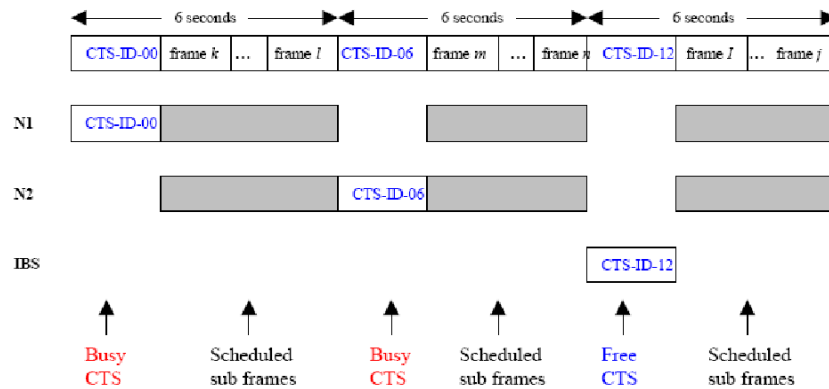 6 seconds 6 seconds 6 seconds
CTS-ID-00 frame k ... frame l CTS-ID-06 frame m ... frame n CTS-ID-12 frame I ... frame j
N1 CTS-ID-00
N2 CTS-ID-06
IBS CTS-ID-12
Busy Scheduled Busy Scheduled Free Scheduled
CTS sub frames CTS sub frames CTS sub frames